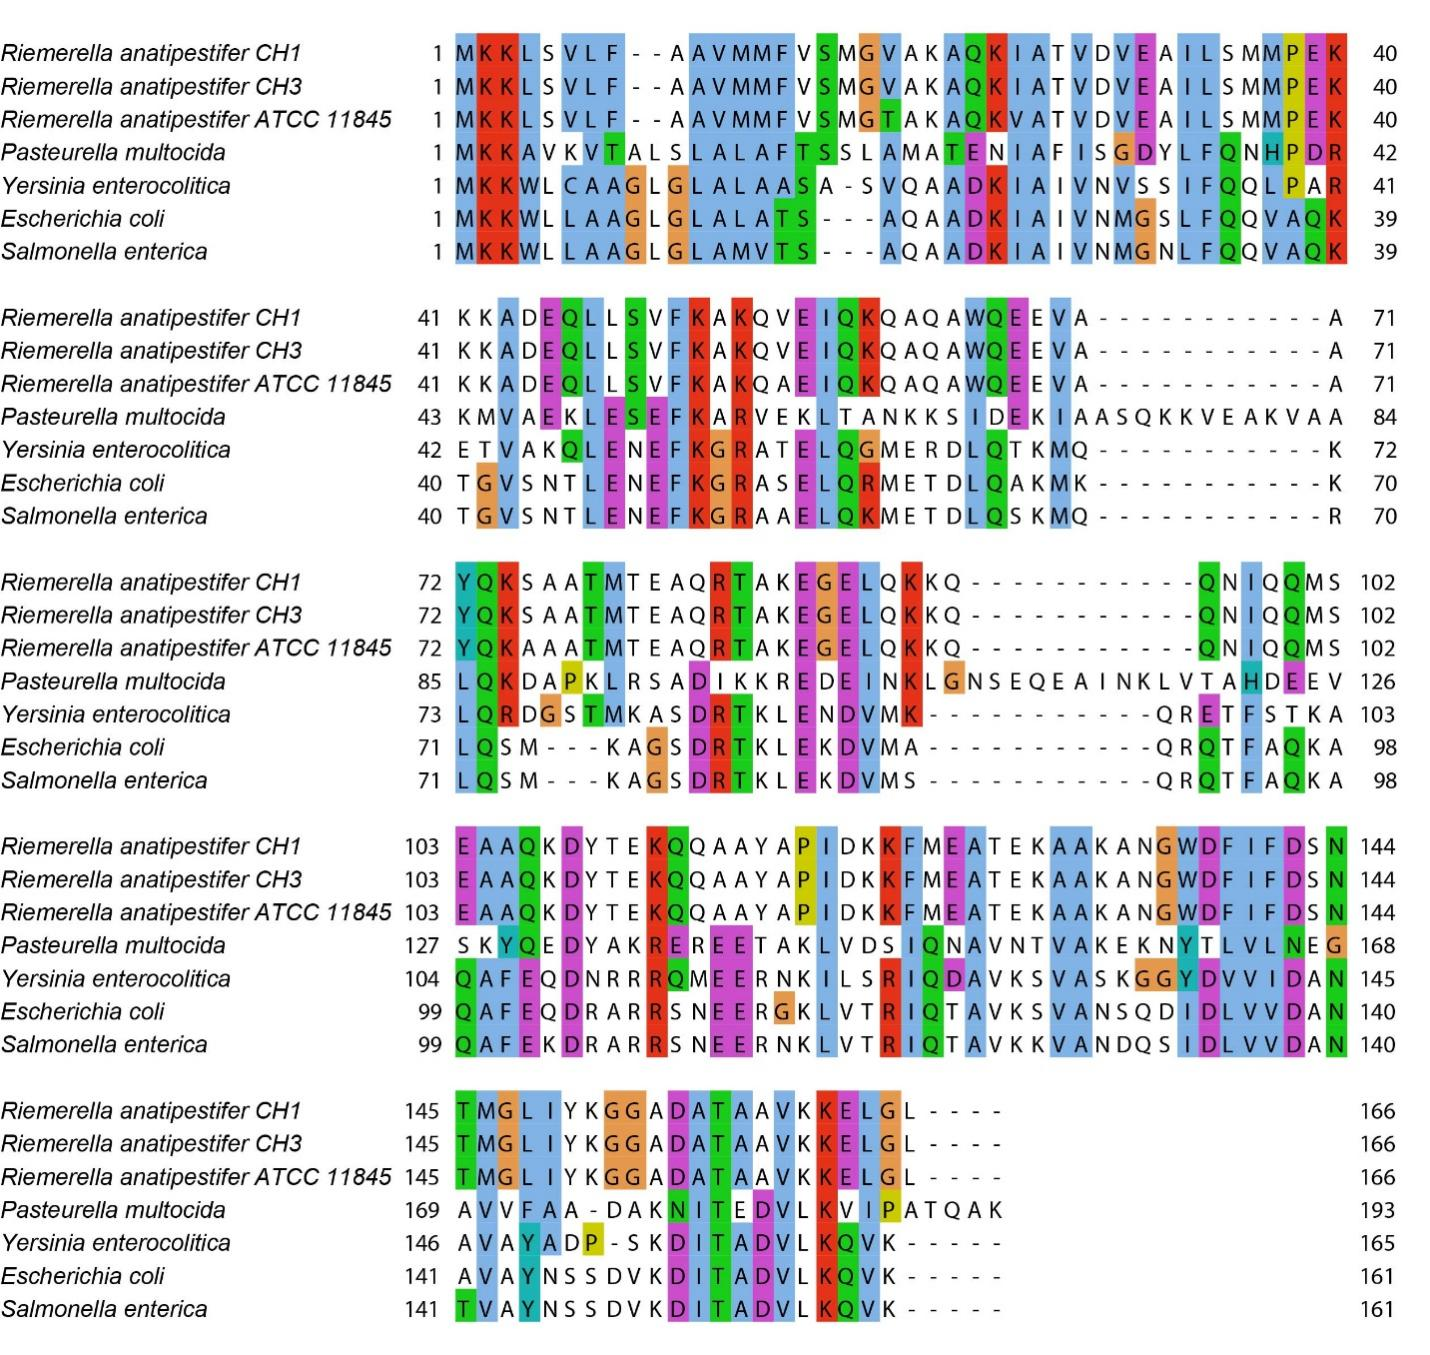 Riemerella anatipestifer CH1 1 MKKLSVLF--AAVMMFVSMGVAKAQKIATVDVEAILSMMPEK 40
Riemerella anatipestifer CH3 1 MKKLSVLF--AAVMMFVSMGVAKAQKIATVDVEAILSMMPEK 40
Riemerella anatipestifer ATCC 11845 1 MKKLSVLF--AAVMMFVSMGTAKAQKVATVDVEAILSMMPEK 40
Pasteurella multocida 1 MKKAVKVTALSLALAFTSSLAMATENIAFISGDYLFQNHPDR 42
Yersinia enterocolitica 1 MKKWLCAAGLGLALAASA-SVQAADKIAIVNVSSIFQQLPAR 41
Escherichia coli 1 MKKWLLAAGLGLALATS---AQAADKIAIVNMGSLFQQVAQK 39
Salmonella enterica 1 MKKWLLAAGLGLAMVTS---AQAADKIAIVNMGNLFQQVAQK 39
Riemerella anatipestifer CH1 41 KKADEQLLSVFKAKQVEIQKQAQAWQEEVA-----------A 71
Riemerella anatipestifer CH3 41 KKADEQLLSVFKAKQVEIQKQAQAWQEEVA-----------A 71
Riemerella anatipestifer ATCC 11845 41 KKADEQLLSVFKAKQAEIQKQAQAWQEEVA-----------A 71
Pasteurella multocida 43 KMVAEKLESEFKARVEKLTANKKSIDEKIAASQKKVEAKVAA 84
Yersinia enterocolitica 42 ETVAKQLENEFKGRATELQGMERDLQTKMQ-----------K 72
Escherichia coli 40 TGVSNTLENEFKGRASELQRMETDLQAKMK-----------K 70
Salmonella enterica 40 TGVSNTLENEFKGRAAELQKMETDLQSKMQ-----------R 70
Riemerella anatipestifer CH1 72 YQKSAATMTEAQRTAKEGELQKKQ-----------QNIQQMS 102
Riemerella anatipestifer CH3 72 YQKSAATMTEAQRTAKEGELQKKQ-----------QNIQQMS 102
Riemerella anatipestifer ATCC 11845 72 YQKAAATMTEAQRTAKEGELQKKQ-----------QNIQQMS 102
Pasteurella multocida 85 LQKDAPKLRSADIKKREDEINKLGNSEQEAINKLVTAHDEEV 126
Yersinia enterocolitica 73 LQRDGSTMKASDRTKLENDVMK-----------QRETFSTKA 103
Escherichia coli 71 LQSM---KAGSDRTKLEKDVMA-----------QRQTFAQKA 98
Salmonella enterica 71 LQSM---KAGSDRTKLEKDVMS-----------QRQTFAQKA 98
Riemerella anatipestifer CH1 103 EAAQKDYTEKQQAAYAPIDKKFMEATEKAAKANGWDFIFDSN 144
Riemerella anatipestifer CH3 103 EAAQKDYTEKQQAAYAPIDKKFMEATEKAAKANGWDFIFDSN 144
Riemerella anatipestifer ATCC 11845 103 EAAQKDYTEKQQAAYAPIDKKFMEATEKAAKANGWDFIFDSN 144
Pasteurella multocida 127 SKYQEDYAKREREETAKLVDSIQNAVNTVAKEKNYTLVLNEG 168
Yersinia enterocolitica 104 QAFEQDNRRRQMEERNKILSRIQDAVKSVASKGGYDVVIDAN 145
Escherichia coli 99 QAFEQDRARRSNEERGKLVTRIQTAVKSVANSQDIDLVVDAN 140
Salmonella enterica 99 QAFEKDRARRSNEERNKLVTRIQTAVKKVANDQSIDLVVDAN 140
Riemerella anatipestifer CH1 145 TMGLIYKGGADATAAVKKELGL---- 166
Riemerella anatipestifer CH3 145 TMGLIYKGGADATAAVKKELGL---- 166
Riemerella anatipestifer ATCC 11845 145 TMGLIYKGGADATAAVKKELGL---- 166
Pasteurella multocida 169 AVVFAA-DAKNITEDVLKVIPATQAK 193
Yersinia enterocolitica 146 AVAYADP-SKDITADVLKQVK----- 165
Escherichia coli 141 AVAYNSSDVKDITADVLKQVK----- 161
Salmonella enterica 141 TVAYNSSDVKDITADVLKQVK----- 161